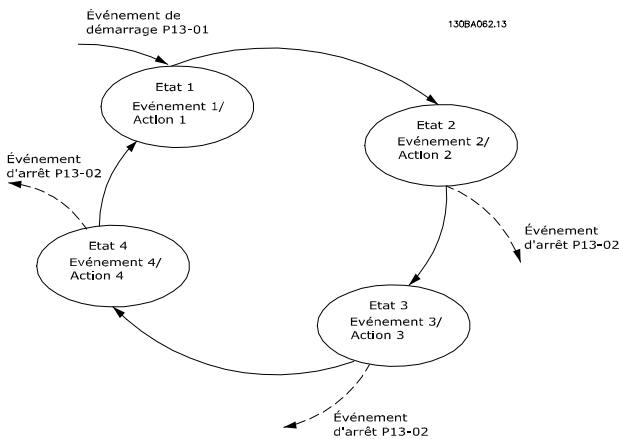 Événement de
démarrage P13-01
130BA062.13
Etat 1
Evénement 1/
Action 1
Etat 2
Evénement 2/
Action 2
Événement
d'arrêt P13-02
Etat 4
Evénement 4/
Action 4
Événement
d'arrêt P13-02
Etat 3
Evénement 3/
Action 3
Événement
d'arrêt P13-02